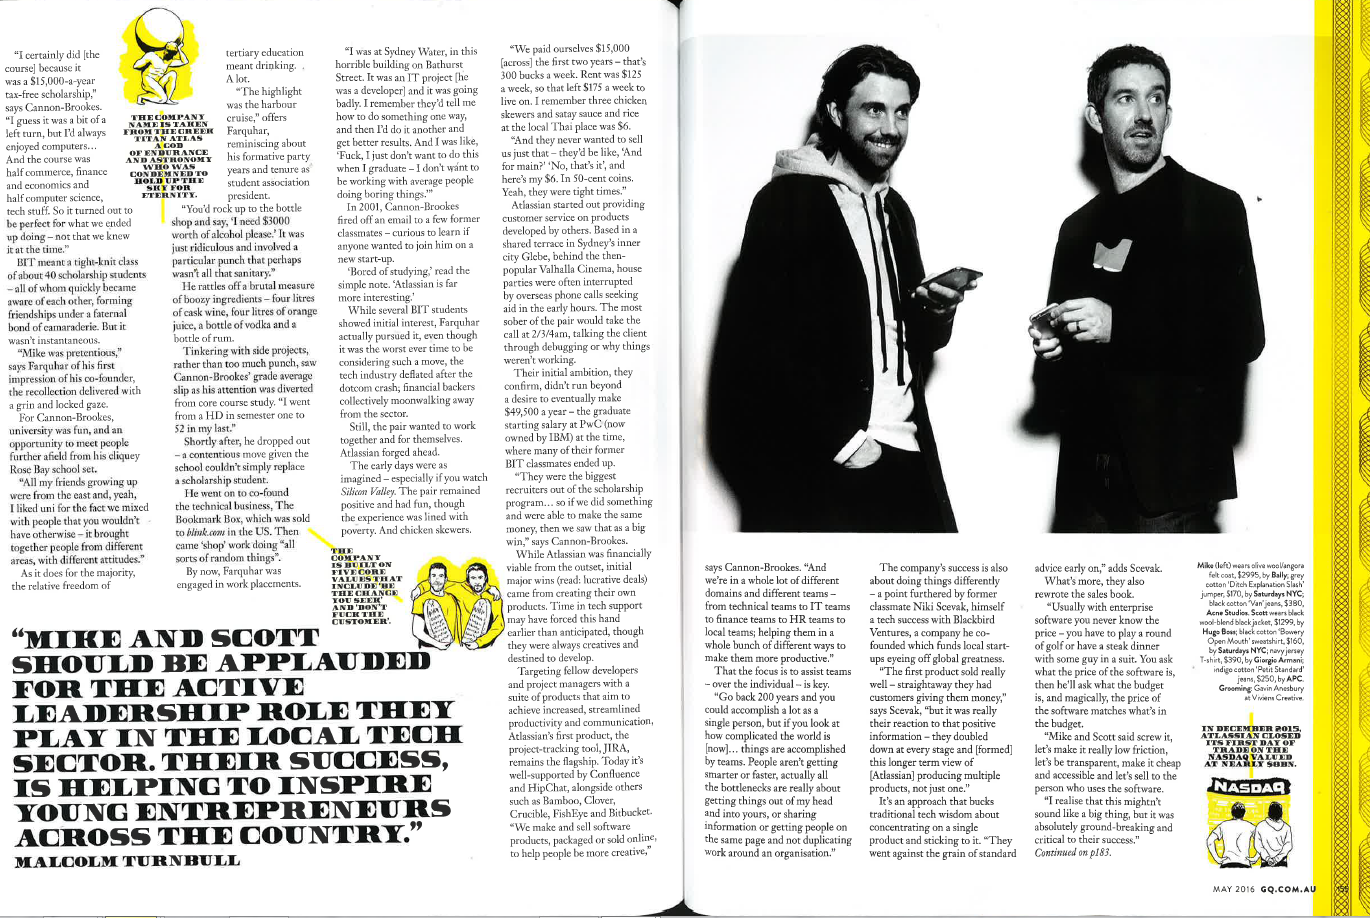 “I certainly did [the
course] because it
was a $15,000-a-year
tax-free scholarship,”
says Cannon-Brookes.
“I guess it was a bit of a
left turn, but I’d always
enjoyed computers…
And the course was
half commerce, finance
and economics and
half computer science,
tech stuff. So it turned out to
be perfect for what we ended
up doing – not that we knew
it at the time.”
BIT meant a tight-knit class
of about 40 scholarship students
– all of whom quickly became
aware of each other, forming
friendships under a faternal
bond of camaraderie. But it
wasn’t instantaneous.
“Mike was pretentious,”
says Farquhar of his first
impression of his co-founder,
the recollection delivered with
a grin and locked gaze.
For Cannon-Brookes,
university was fun, and an
opportunity to meet people
further afield from his cliquey
Rose Bay school set.
“All my friends growing up
were from the east and, yeah,
I liked uni for the fact we mixed
with people that you wouldn’t
have otherwise – it brought
together people from different
areas, with different attitudes.”
As it does for the majority,
the relative freedom of
THE COMPANY
NAME IS TAKEN
FROM THE GREEK
TITAN ATLAS
A GOD
OF ENDURANCE
AND ASTRONOMY
WHO WAS
CONDEMNED TO
HOLD UP THE
SKY FOR
ETERNITY.
tertiary education
meant drinking.
A lot.
“The highlight
was the harbour
cruise,” offers
Farquhar,
reminiscing about
his formative party
years and tenure as
student association
president.
“You’d rock up to the bottle
shop and say, ‘I need $3000
worth of alcohol please.’ It was
just ridiculous and involved a
particular punch that perhaps
wasn’t all that sanitary.”
He rattles off a brutal measure
of boozy ingredients – four litres
of cask wine, four litres of orange
juice, a bottle of vodka and a
bottle of rum.
Tinkering with side projects,
rather than too much punch, saw
Cannon-Brookes’ grade average
slip as his attention was diverted
from core course study. “I went
from a HD in semester one to
52 in my last.”
Shortly after, he dropped out
– a contentious move given the
school couldn’t simply replace
a scholarship student.
He went on to co-found
the technical business, The
Bookmark Box, which was sold
to blink.com in the US. Then
came ‘shop’ work doing “all
sorts of random things”.
By now, Farquhar was
engaged in work placements.
“I was at Sydney Water, in this
horrible building on Bathurst
Street. It was an IT project [he
was a developer] and it was going
badly. I remember they’d tell me
how to do something one way,
and then I’d do it another and
get better results. And I was like,
‘Fuck, I just don’t want to do this
when I graduate – I don’t want to
be working with average people
doing boring things.’”
In 2001, Cannon-Brookes
fired off an email to a few former
classmates – curious to learn if
anyone wanted to join him on a
new start-up.
‘Bored of studying,’ read the
simple note. ‘Atlassian is far
more interesting.’
While several BIT students
showed initial interest, Farquhar
actually pursued it, even though
it was the worst ever time to be
considering such a move, the
tech industry deflated after the
dotcom crash; financial backers
collectively moonwalking away
from the sector.
Still, the pair wanted to work
together and for themselves.
Atlassian forged ahead.
The early days were as
imagined – especially if you watch
Silicon Valley. The pair remained
positive and had fun, though
the experience was lined with
poverty. And chicken skewers.
THE
COMPANY
IS BUILT ON
FIVE CORE
VALUES THAT
INCLUDE ‘BE
THE CHANGE
YOU SEEK’
AND ‘DON’T
FUCK THE
CUSTOMER’.
“MIKE AND SCOTT
SHOULD BE APPLAUDED
FOR THE ACTIVE
LEADERSHIP ROLE THEY
PLAY IN THE LOCAL TECH
SECTOR. THEIR SUCCESS,
IS HELPING TO INSPIRE
YOUNG ENTREPRENEURS
ACROSS THE COUNTRY.”
MALCOLM TURNBULL
“We paid ourselves $15,000
[across] the first two years – that’s
300 bucks a week. Rent was $125
a week, so that left $175 a week to
live on. I remember three chicken
skewers and satay sauce and rice
at the local Thai place was $6.
“And they never wanted to sell
us just that – they’d be like, ‘And
for main?’ ‘No, that’s it’, and
here’s my $6. In 50-cent coins.
Yeah, they were tight times.”
Atlassian started out providing
customer service on products
developed by others. Based in a
shared terrace in Sydney’s inner
city Glebe, behind the then-
popular Valhalla Cinema, house
parties were often interrupted
by overseas phone calls seeking
aid in the early hours. The most
sober of the pair would take the
call at 2/3/4am, talking the client
through debugging or why things
weren’t working.
Their initial ambition, they
confirm, didn’t run beyond
a desire to eventually make
$49,500 a year – the graduate
starting salary at PwC (now
owned by IBM) at the time,
where many of their former
BIT classmates ended up.
“They were the biggest
recruiters out of the scholarship
program… so if we did something
and were able to make the same
money, then we saw that as a big
win,” says Cannon-Brookes.
While Atlassian was financially
viable from the outset, initial
major wins (read: lucrative deals)
came from creating their own
products. Time in tech support
may have forced this hand
earlier than anticipated, though
they were always creatives and
destined to develop.
Targeting fellow developers
and project managers with a
suite of products that aim to
achieve increased, streamlined
productivity and communication,
Atlassian’s first product, the
project-tracking tool, JIRA,
remains the flagship. Today it’s
well-supported by Confluence
and HipChat, alongside others
such as Bamboo, Clover,
Crucible, FishEye and Bitbucket.
“We make and sell software
products, packaged or sold online,
to help people be more creative,”
says Cannon-Brookes. “And
we’re in a whole lot of different
domains and different teams –
from technical teams to IT teams
to finance teams to HR teams to
local teams; helping them in a
whole bunch of different ways to
make them more productive.”
That the focus is to assist teams
– over the individual – is key.
“Go back 200 years and you
could accomplish a lot as a
single person, but if you look at
how complicated the world is
[now]… things are accomplished
by teams. People aren’t getting
smarter or faster, actually all
the bottlenecks are really about
getting things out of my head
and into yours, or sharing
information or getting people on
the same page and not duplicating
work around an organisation.”
The company’s success is also
about doing things differently
– a point furthered by former
classmate Niki Scevak, himself
a tech success with Blackbird
Ventures, a company he co-
founded which funds local start-
ups eyeing off global greatness.
“The first product sold really
well – straightaway they had
customers giving them money,”
says Scevak, “but it was really
their reaction to that positive
information – they doubled
down at every stage and [formed]
this longer term view of
[Atlassian] producing multiple
products, not just one.”
It’s an approach that bucks
traditional tech wisdom about
concentrating on a single
product and sticking to it. “They
went against the grain of standard
advice early on,” adds Scevak.
What’s more, they also
rewrote the sales book.
“Usually with enterprise
software you never know the
price – you have to play a round
of golf or have a steak dinner
with some guy in a suit. You ask
what the price of the software is,
then he’ll ask what the budget
is, and magically, the price of
the software matches what’s in
the budget.
“Mike and Scott said screw it,
let’s make it really low friction,
let’s be transparent, make it cheap
and accessible and let’s sell to the
person who uses the software.
“I realise that this mightn’t
sound like a big thing, but it was
absolutely ground-breaking and
critical to their success.”
Continued on p183.
Mike (left) wears olive wool/angora
felt coat, $2995, by Bally; grey
cotton ‘Ditch Explanation Slash’
jumper, $170, by Saturdays NYC;
black cotton ‘Van’ jeans, $380,
Acne Studios. Scott wears black
wool-blend black jacket, $1299, by
Hugo Boss; black cotton ‘Bowery
Open Mouth’ sweatshirt, $160,
by Saturdays NYC; navy jersey
T-shirt, $390, by Giorgio Armani;
indigo cotton ‘Petit Standard’
jeans, $250, by APC.
Grooming: Gavin Anesbury
at Viviens Creative.
IN DECEMBER 2015,
ATLASSIAN CLOSED
ITS FIRST DAY OF
TRADE ON THE
NASDAQ VALUED
AT NEARLY $8BN.
NASDAQ
MAY 2016 GQ.COM.AU